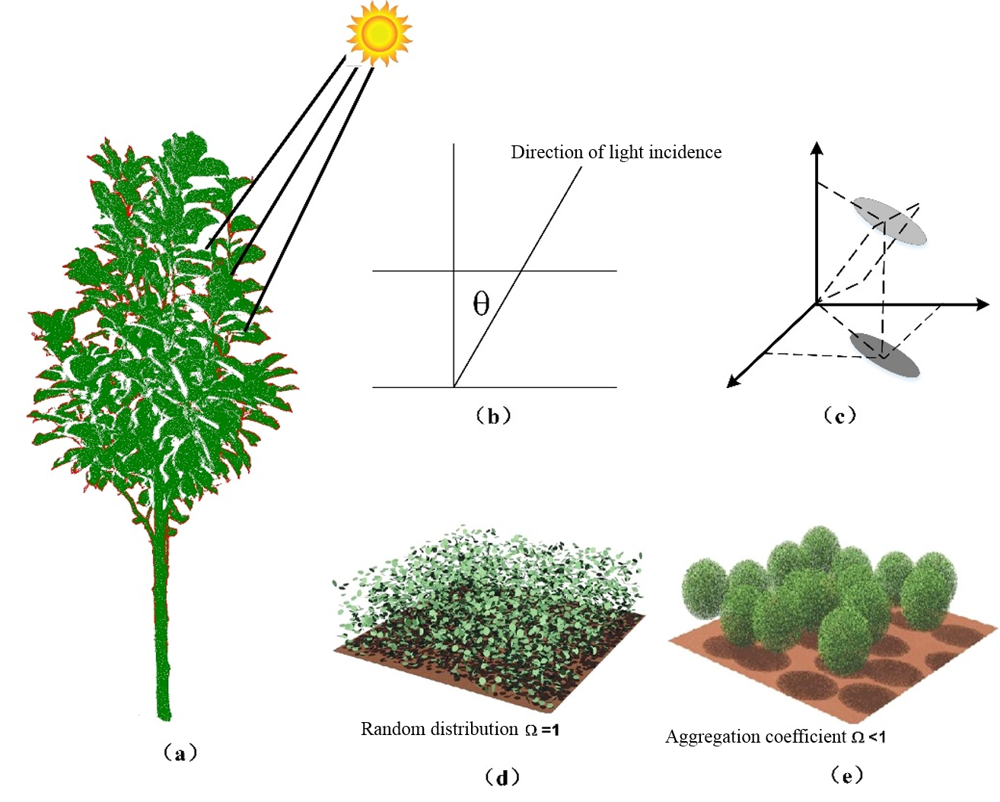 Direction of light incidence
θ
(b)
(c)
Random distribution Ω=1
Aggregation coefficient Ω<1
(a)
(d)
(e)